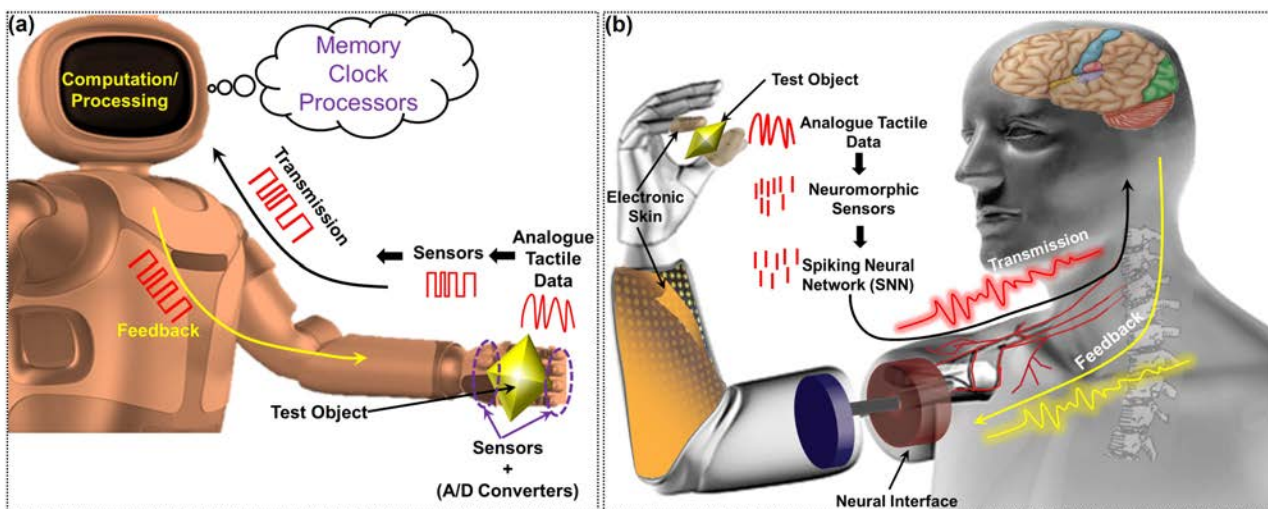 (a)
Memory
Clock
Processors
Computation/
Processing
Transmission
Sensors
Analogue
Tactile
Data
Feedback
Test Object
Sensors
+
(A/D Converters)
(b)
Test Object
Analogue Tactile
Data
Electronic
Skin
Neuromorphic
Sensors
Spiking Neural
Network (SNN)
Transmission
Feedback
Neural Interface